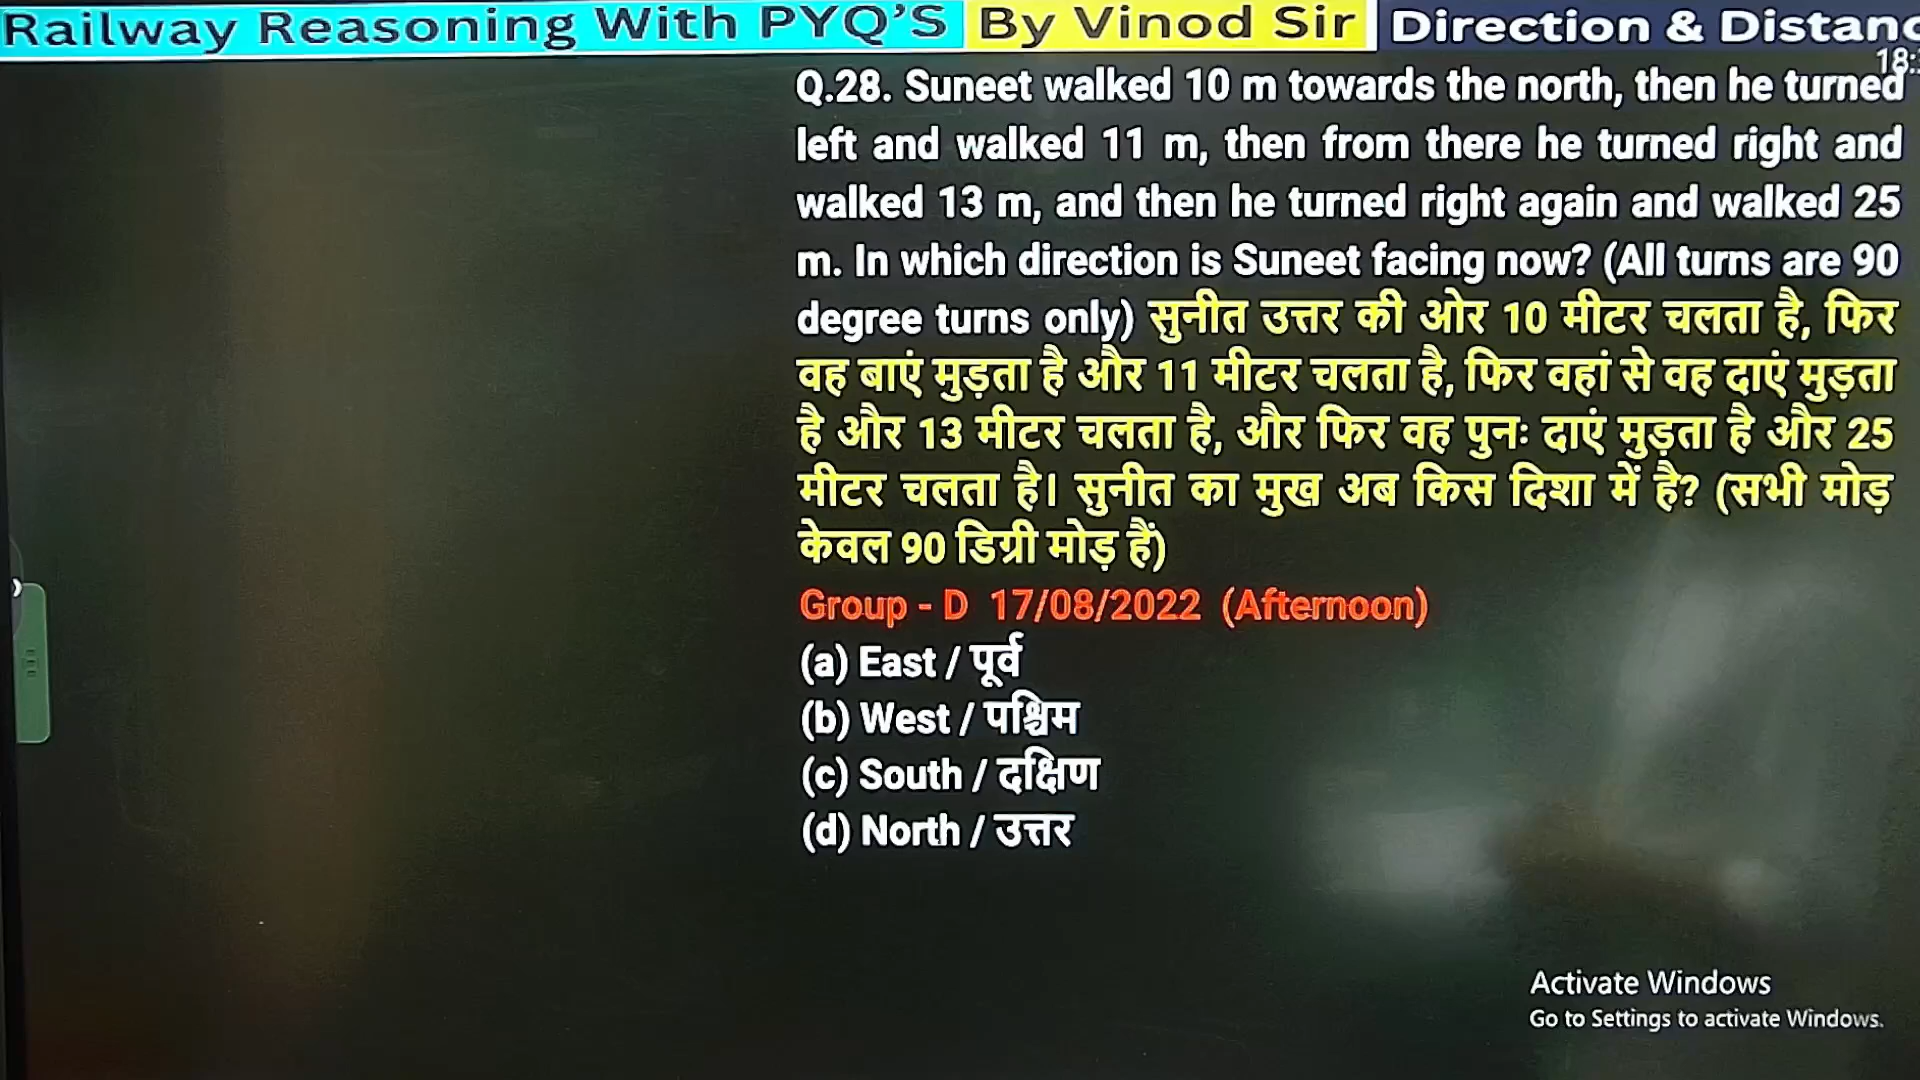 Railway Reasoning With PYQ'S By Vinod Sir Direction &
18:
Q.28. Suneet walked 10 m towards the north, then he turned
left and walked 11 m, then from there he turned right and
walked 13 m, and then he turned right again and walked 25
m. In which direction is Suneet facing now? (All turns are 90
degree turns only) सुनीत उत्तर की ओर 10 मीटर चलता है, फिर
वह बाएं मुड़ता है और 11 मीटर चलता है, फिर वहां से वह दाएं मुड़ता
है और 13 मीटर चलता है, और फिर वह पुनः दाएं मुड़ता है और 25
मीटर चलता है। सुनीत का मुख अब किस दिशा में है? (सभी मोड़
केवल 90 डिग्री मोड़ हैं)
Group - D 17/08/2022 (Afternoon)
(a) East / पूर्व
(b) West / पश्चिम
(c) South / दक्षिण
(d) North / उत्तर
Activate Windows
Go to Settings to activate Windows.